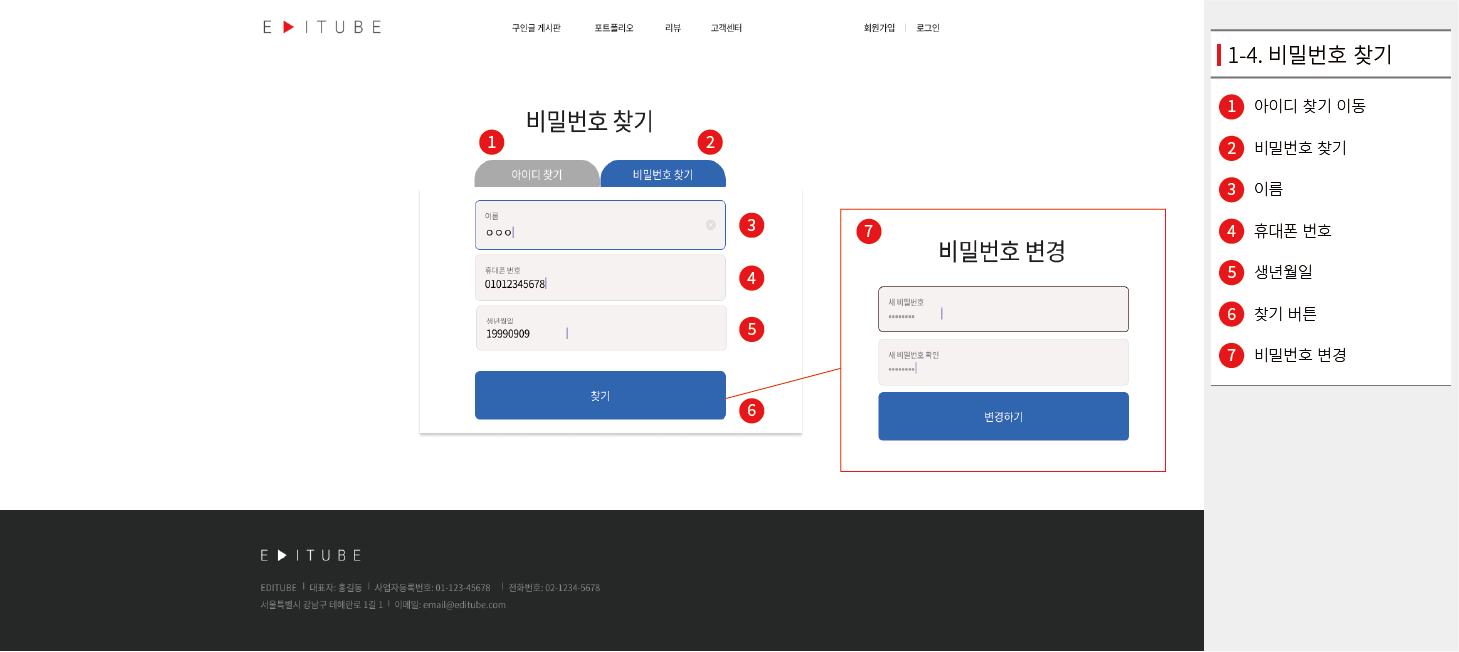 E ▶ I T U B E
구인글 게시판 포트폴리오 리뷰 고객센터 회원가입 | 로그인
비밀번호 찾기
1 2
아이디 찾기 비밀번호 찾기
이름
ㅇㅇㅇ
3
휴대폰 번호
01012345678
4
생년월일
19990909
5
찾기
6
7
비밀번호 변경
새 비밀번호
••••••••
새 비밀번호 확인
••••••••
변경하기
E ▶ I T U B E
EDITUBE | 대표자: 홍길동 | 사업자등록번호: 01-123-45678 | 전화번호: 02-1234-5678
서울특별시 강남구 테해란로 1길 1 | 이메일: email@editube.com
1-4. 비밀번호 찾기
1 아이디 찾기 이동
2 비밀번호 찾기
3 이름
4 휴대폰 번호
5 생년월일
6 찾기 버튼
7 비밀번호 변경